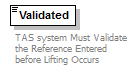 Validated
TAS system Must Validate
the Reference Entered
before Lifting Occurs